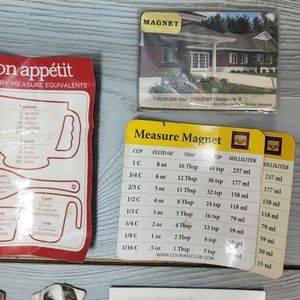 MAGNET
because our children deserve it
on appétit
RY-MEASURE EQUIVALENTS
1 gallon
4 quarts
8 pints
16 cups
Measure Magnet
CUP FLUID OZ TBSP TSP MILLILITER
1 C 8 oz 16 Tbsp 48 tsp 237 ml
3/4 C 6 oz 12 Tbsp 36 tsp 177 ml
2/3 C 5 oz 11 Tbsp 32 tsp 158 ml
1/2 C 4 oz 8 Tbsp 24 tsp 118 ml
1/3 C 3 oz 5 Tbsp 16 tsp 79 ml
1/4 C 2 oz 4 Tbsp 12 tsp 59 ml
1/8 C 1 oz 2 Tbsp 6 tsp 30 ml
1/16 C .5 oz 1 Tbsp 3 tsp 15 ml
WWW.COOKINGCLUB.COM
MILLILITER
237 ml
177 ml
158 ml
118 ml
79 ml
59 ml
30 ml
15 ml